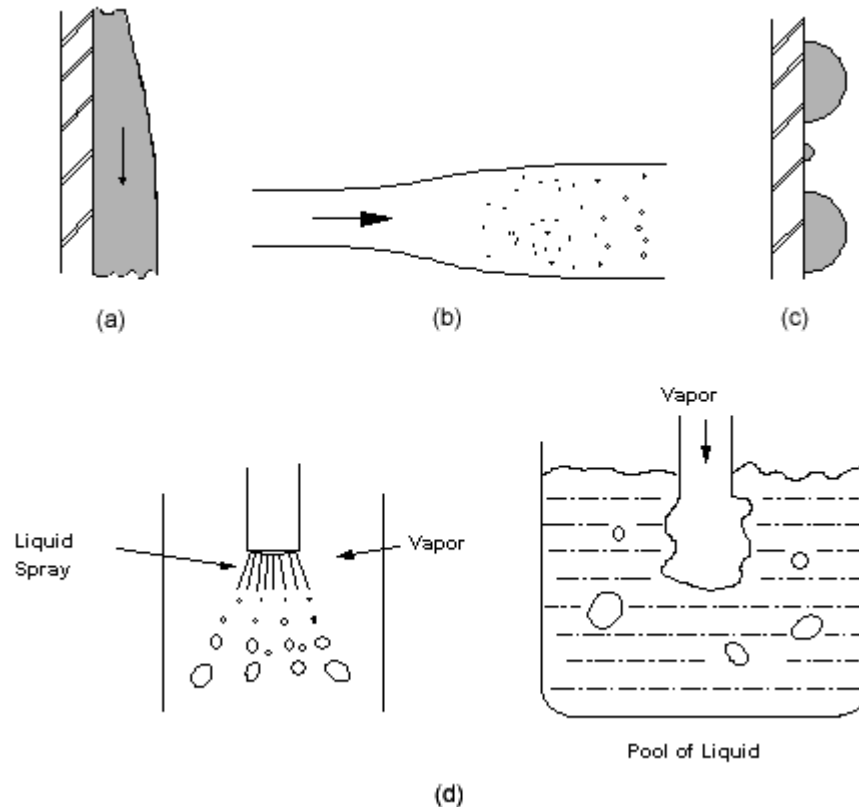 (a)
(b)
(c)
Liquid
Spray
Vapor
Vapor
Pool of Liquid
(d)